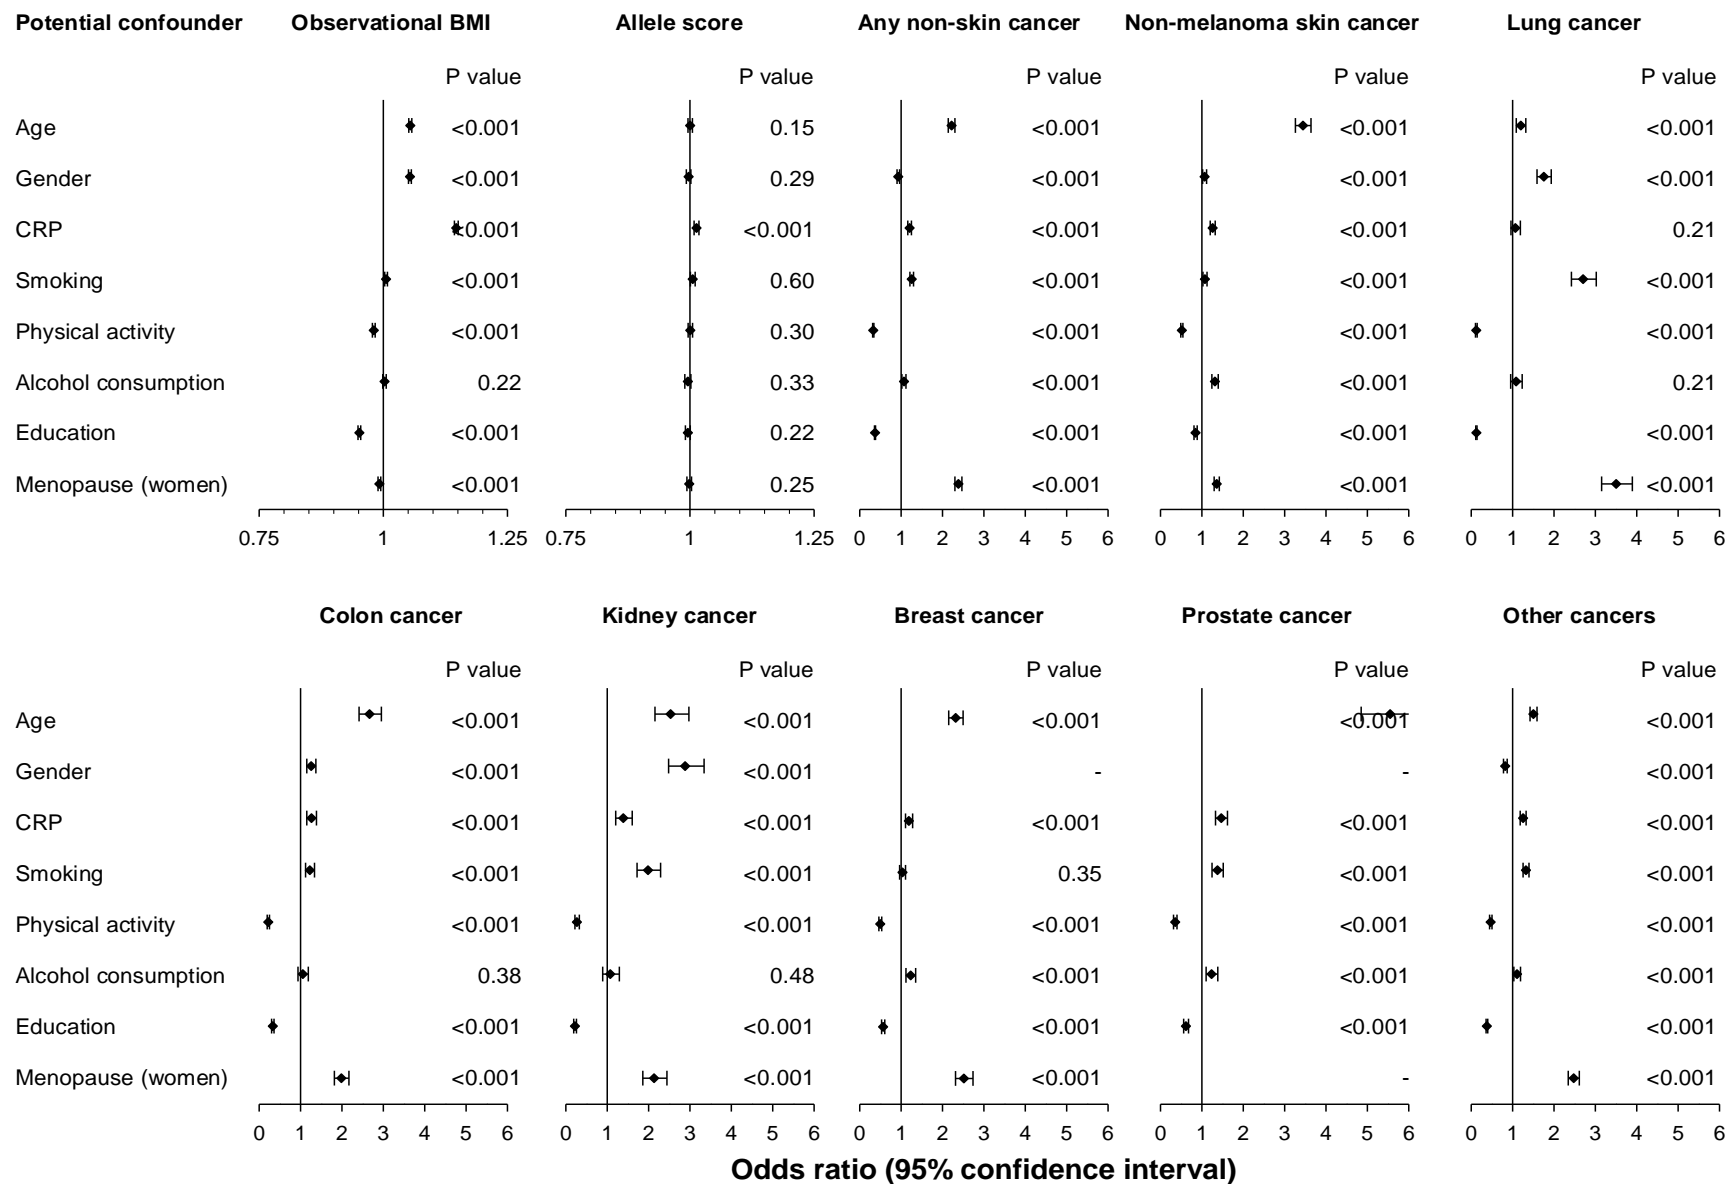 Potential confounder Observational BMI Allele score Any non-skin cancer Non-melanoma skin cancer Lung cancer
P value P value P value P value P value
Age <0.001 0.15 <0.001 <0.001 <0.001
Gender <0.001 0.29 <0.001 <0.001 <0.001
CRP <0.001 <0.001 <0.001 <0.001 0.21
Smoking <0.001 0.60 <0.001 <0.001 <0.001
Physical activity <0.001 0.30 <0.001 <0.001 <0.001
Alcohol consumption 0.22 0.33 <0.001 <0.001 0.21
Education <0.001 0.22 <0.001 <0.001 <0.001
Menopause (women) <0.001 0.25 <0.001 <0.001 <0.001
0.75 1 1.25 0.75 1 1.25 0 1 2 3 4 5 6 0 1 2 3 4 5 6 0 1 2 3 4 5 6
Colon cancer Kidney cancer Breast cancer Prostate cancer Other cancers
P value P value P value P value P value
Age <0.001 <0.001 <0.001 <0.001 <0.001
Gender <0.001 <0.001 - - <0.001
CRP <0.001 <0.001 <0.001 <0.001 <0.001
Smoking <0.001 <0.001 0.35 <0.001 <0.001
Physical activity <0.001 <0.001 <0.001 <0.001 <0.001
Alcohol consumption 0.38 0.48 <0.001 <0.001 <0.001
Education <0.001 <0.001 <0.001 <0.001 <0.001
Menopause (women) <0.001 <0.001 <0.001 - <0.001
0 1 2 3 4 5 6 0 1 2 3 4 5 6 0 1 2 3 4 5 6 0 1 2 3 4 5 6 0 1 2 3 4 5 6
Odds ratio (95% confidence interval)